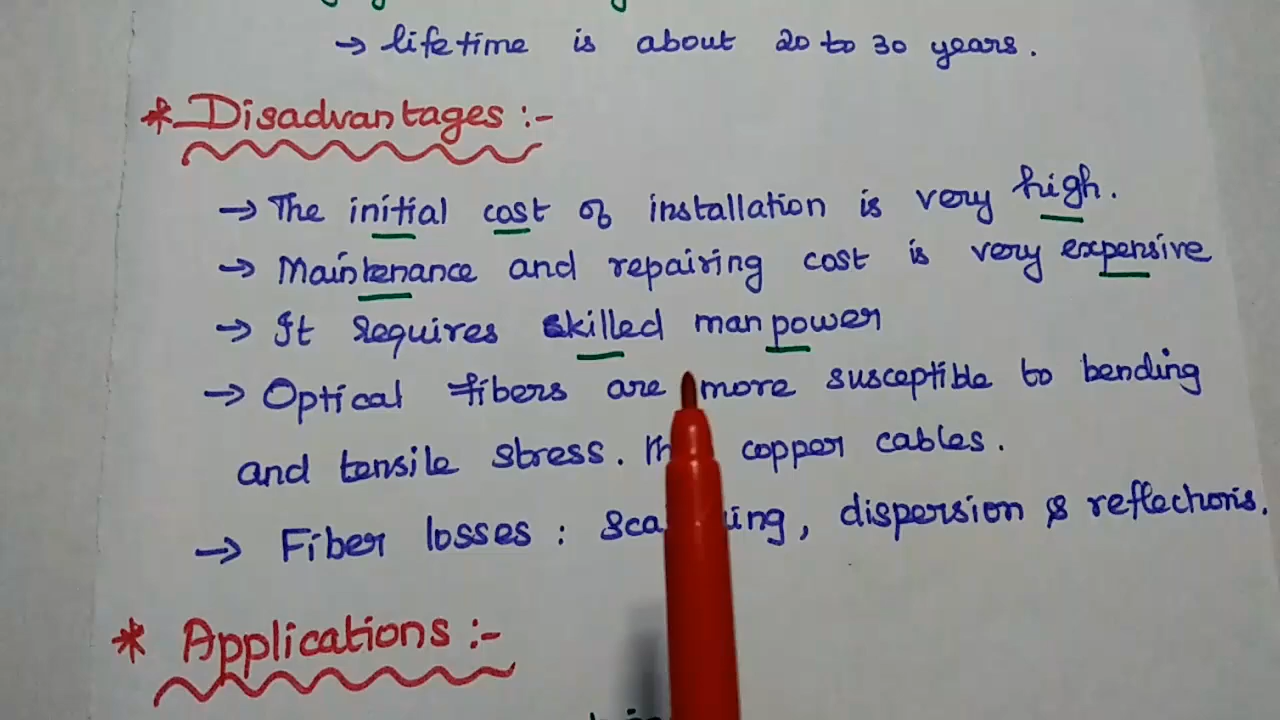 → lifetime is about 20 to 30 years.
* Disadvantages :-
→ The initial cost of installation is very high.
→ Maintenance and repairing cost is very expensive
→ It requires skilled manpower
→ Optical fibers are more susceptible to bending
and tensile stress. copper cables.
→ Fiber losses : dispersion & reflections.
* Applications :-